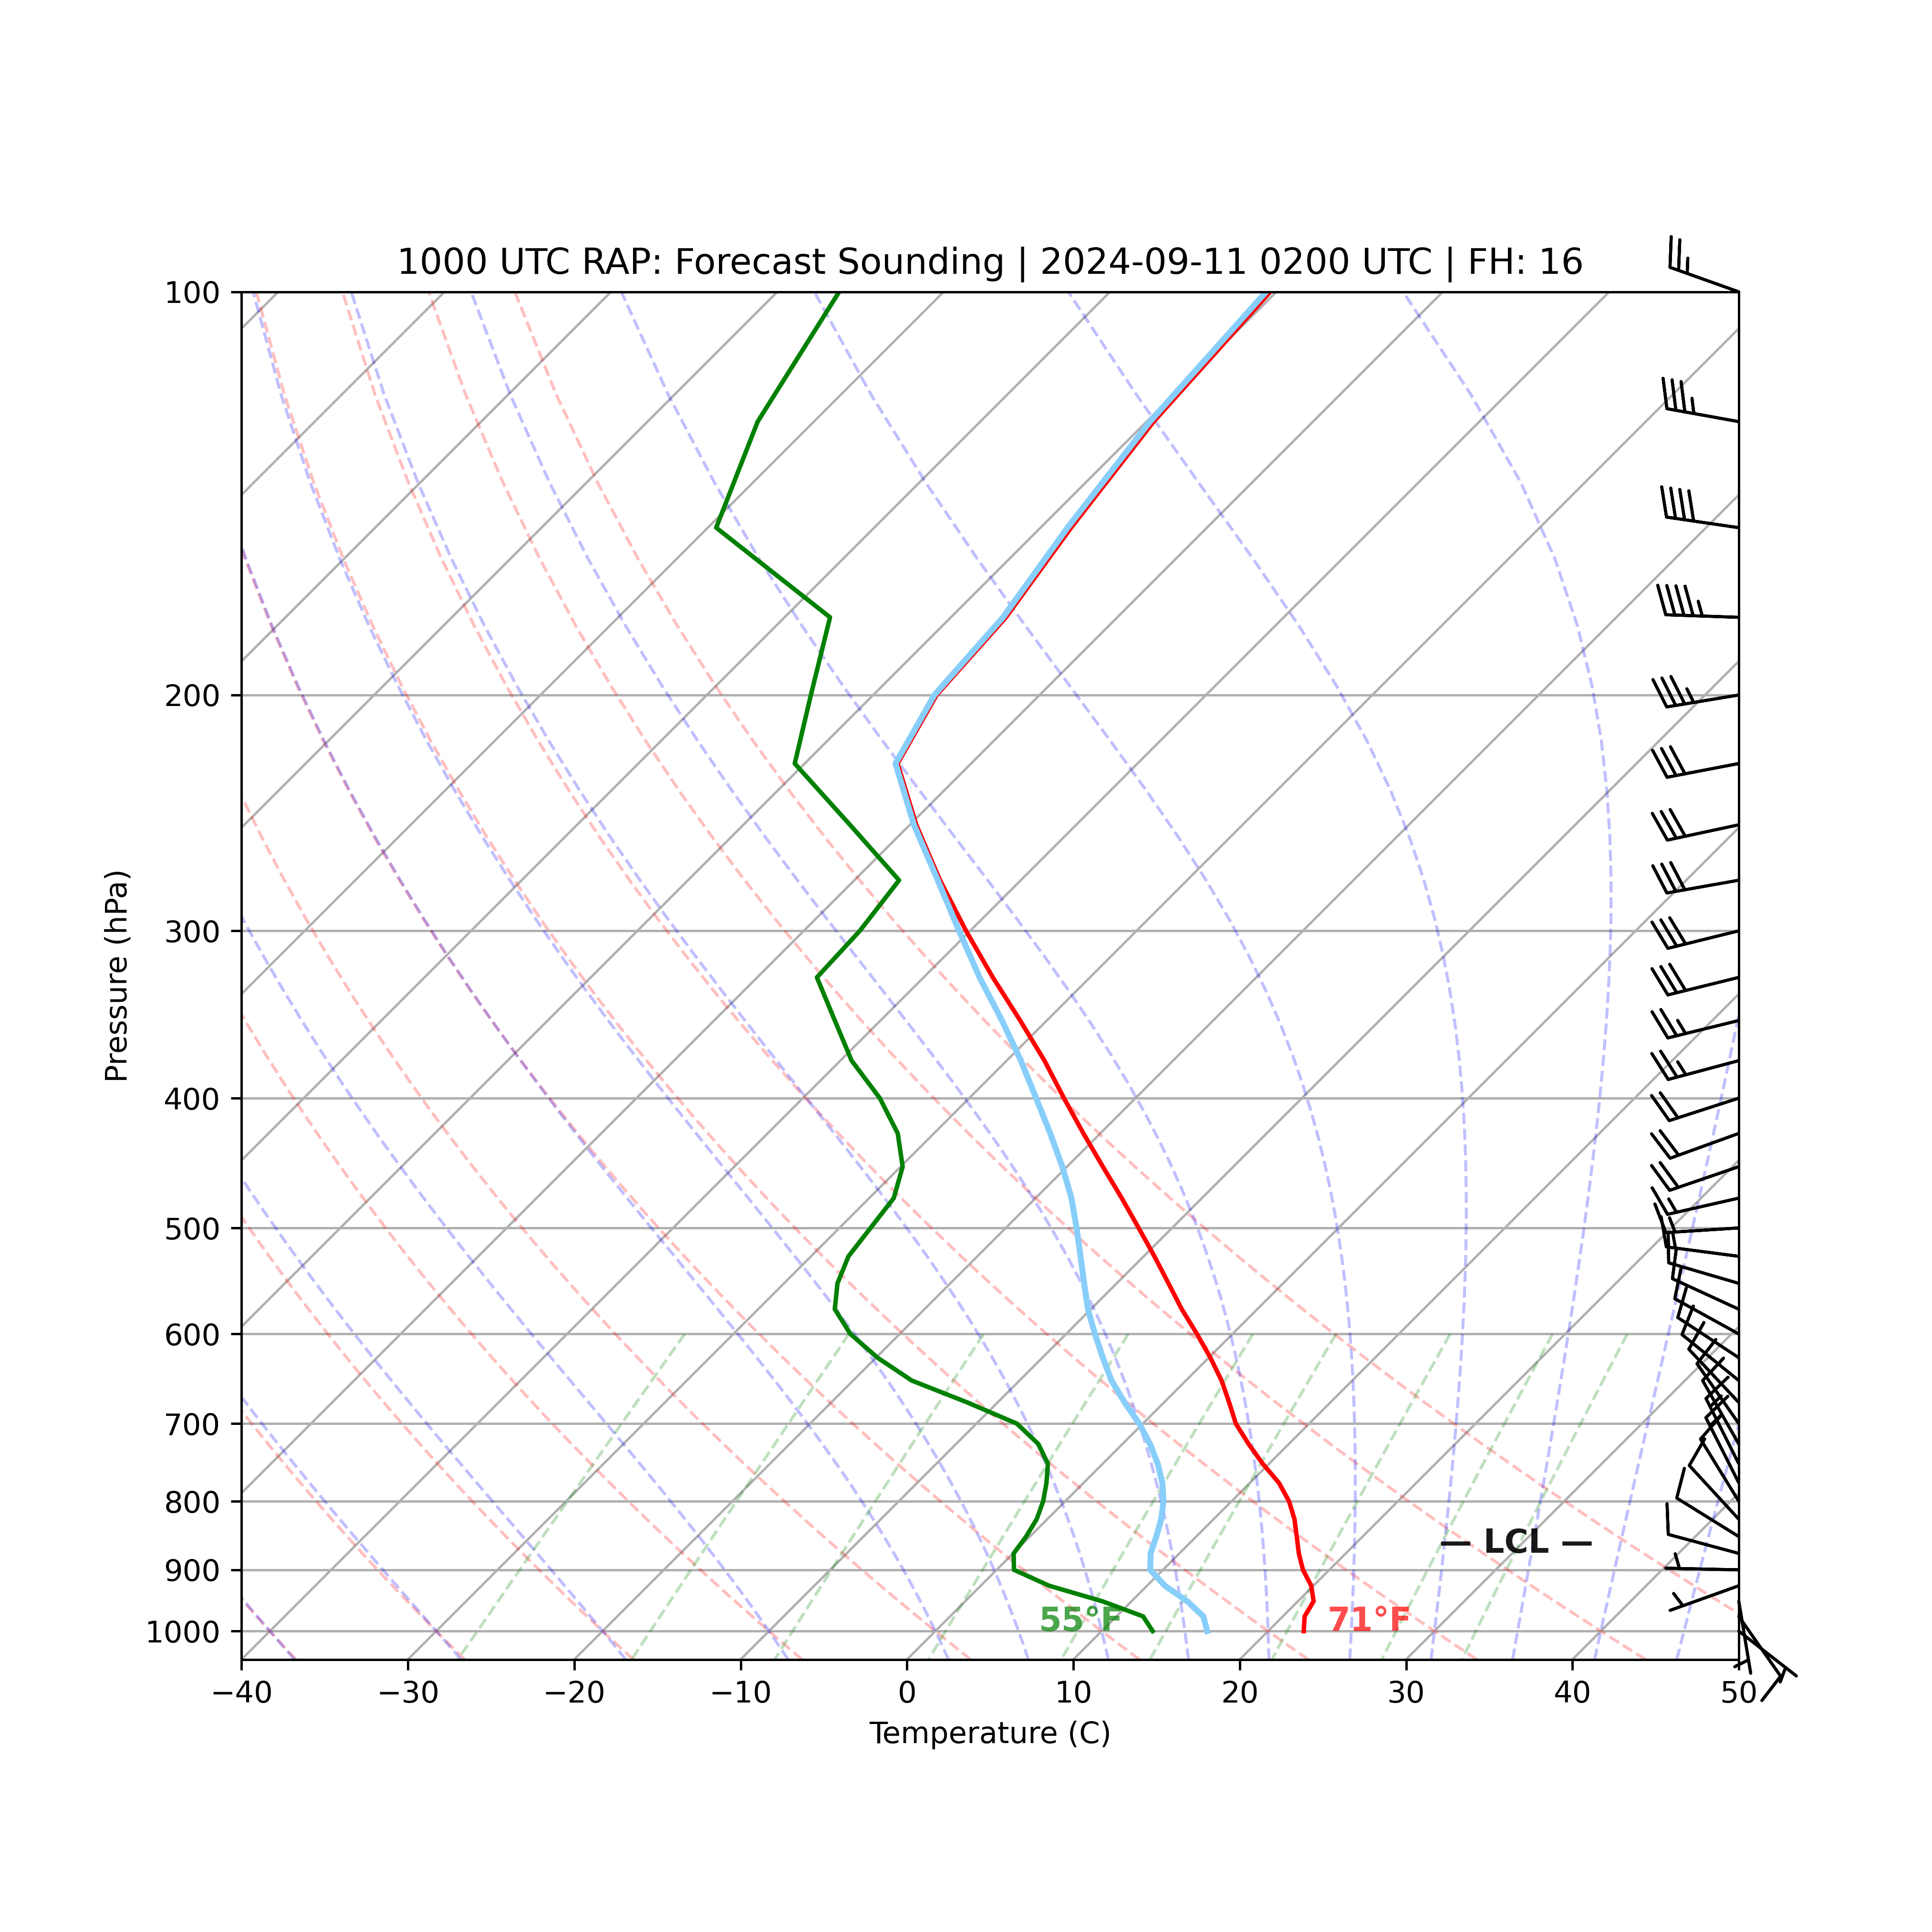 1000 UTC RAP: Forecast Sounding | 2024-09-11 0200 UTC | FH: 16
100
200
300
400
500
600
700
800
900
1000
Pressure (hPa)
— LCL —
55°F
71°F
−40 −30 −20 −10 0 10 20 30 40 50
Temperature (C)